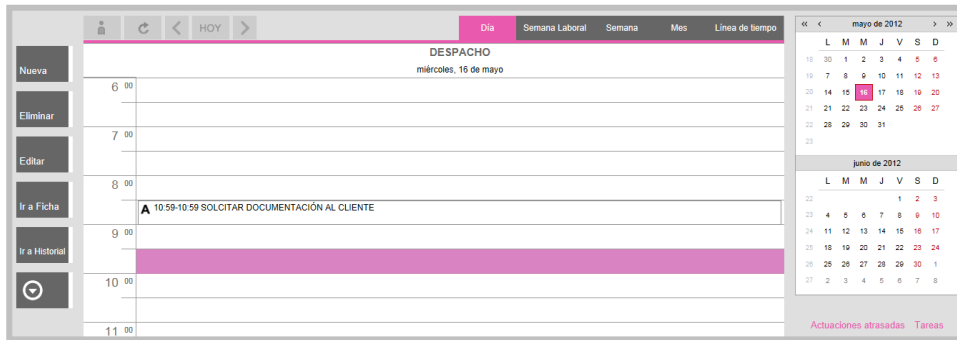 HOY
Día Semana Laboral Semana Mes Línea de tiempo
DESPACHO
miércoles, 16 de mayo
Nueva
Eliminar
Editar
Ir a Ficha
Ir a Historial
6 00
7 00
8 00
A 10:59-10:59 SOLCITAR DOCUMENTACIÓN AL CLIENTE
9 00
10 00
11 00
« < mayo de 2012 > »
L M M J V S D
18 30 1 2 3 4 5 6
19 7 8 9 10 11 12 13
20 14 15 16 17 18 19 20
21 21 22 23 24 25 26 27
22 28 29 30 31
23
junio de 2012
L M M J V S D
22 1 2 3
23 4 5 6 7 8 9 10
24 11 12 13 14 15 16 17
25 18 19 20 21 22 23 24
26 25 26 27 28 29 30 1
27 2 3 4 5 6 7 8
Actuaciones atrasadas Tareas